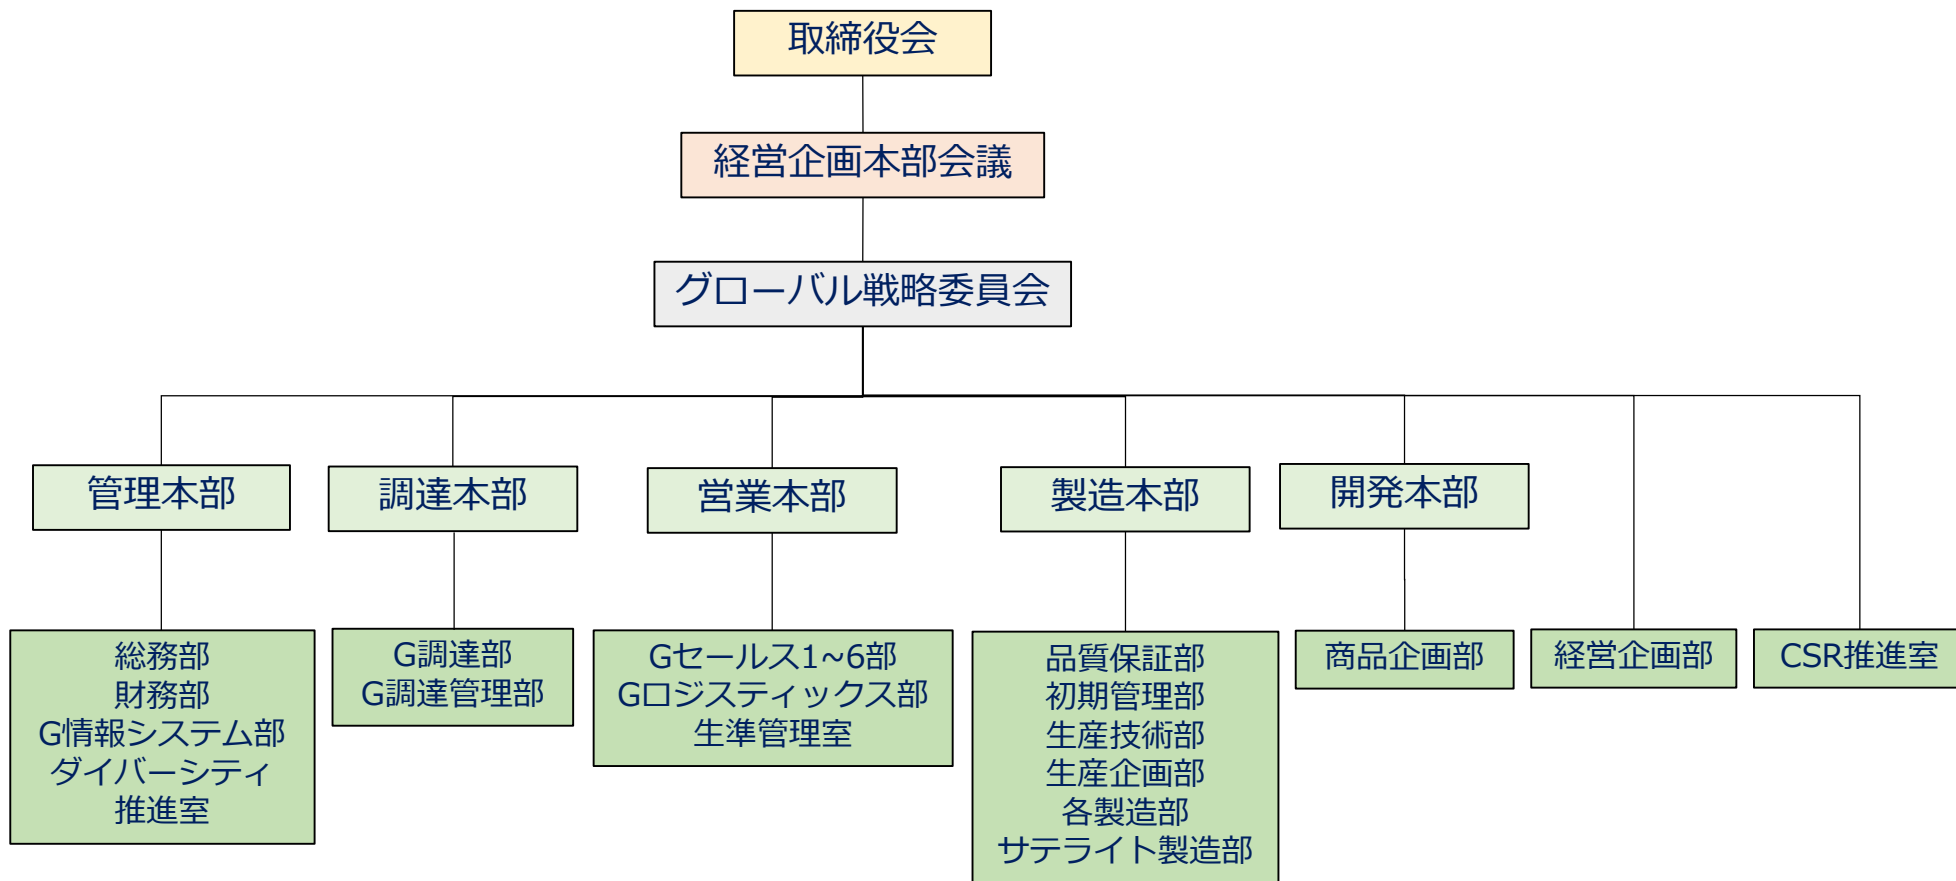 取締役会
経営企画本部会議
グローバル戦略委員会
管理本部
調達本部
営業本部
製造本部
開発本部
総務部
財務部
G情報システム部
ダイバーシティ
推進室
G調達部
G調達管理部
Gセールス1~6部
Gロジスティックス部
生準管理室
品質保証部
初期管理部
生産技術部
生産企画部
各製造部
サテライト製造部
商品企画部
経営企画部
CSR推進室